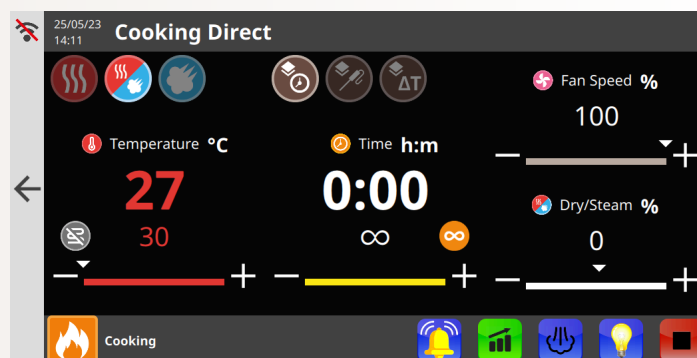 25/05/23
14:11
Cooking Direct
ΔT
Fan Speed %
100
Temperature °C
Time h:m
27
0:00
Dry/Steam %
30
∞
0
Cooking